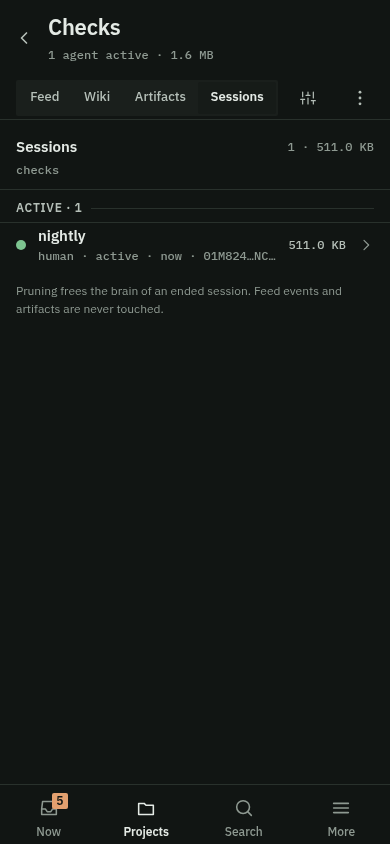 Checks
1 agent active · 1.6 MB
Feed
Wiki
Artifacts
Sessions
Sessions
1 · 511.0 KB
checks
ACTIVE · 1
nightly
human · active · now · 01M824…NC…
511.0 KB
Pruning frees the brain of an ended session. Feed events and
artifacts are never touched.
5
Now
Projects
Search
More